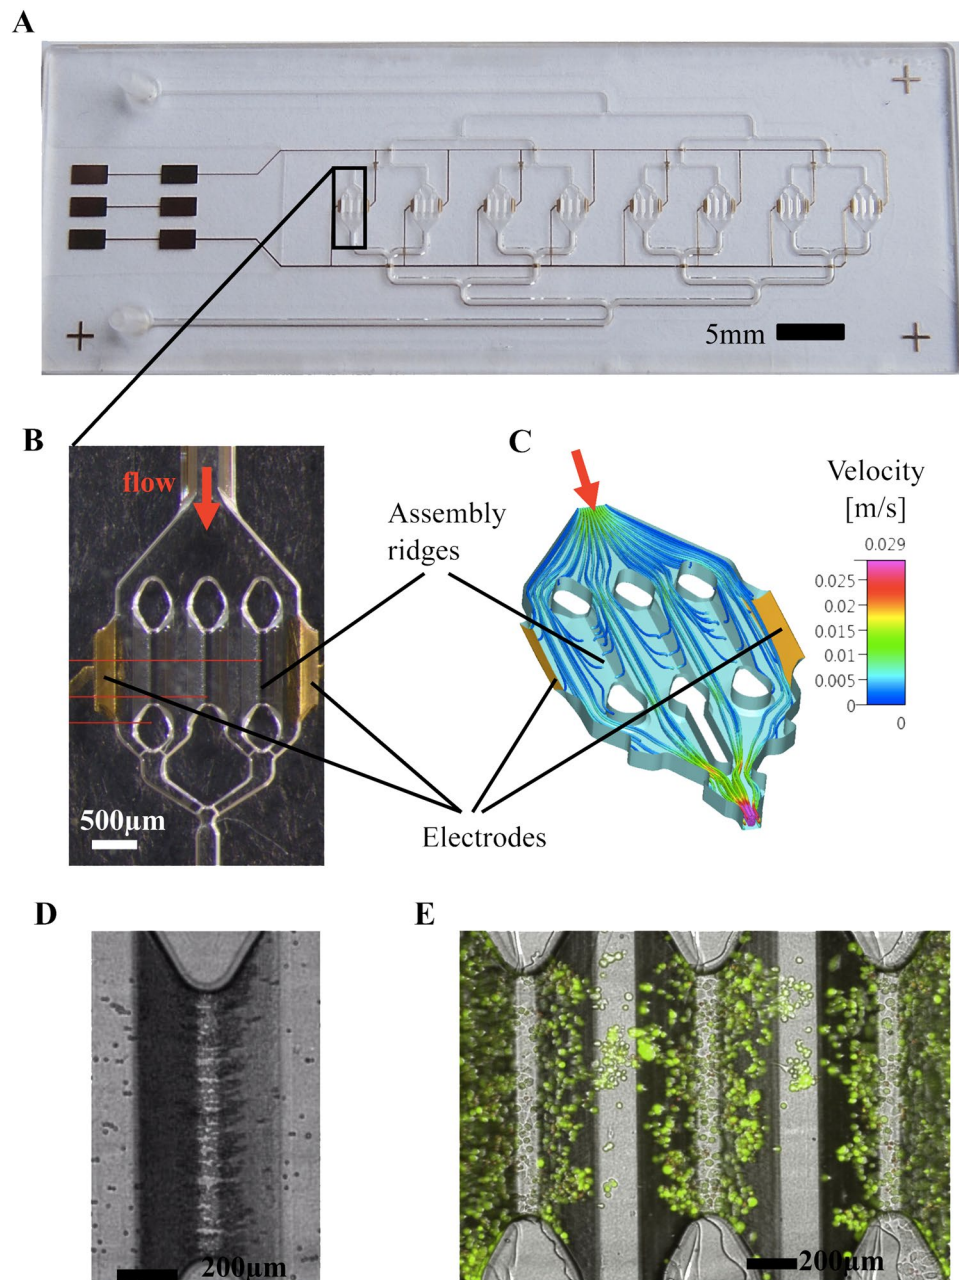 A
5mm
B
flow
500µm
C
Assembly
ridges
Electrodes
Velocity
[m/s]
0.029
0.025
0.02
0.015
0.01
0.005
0
0
D
200µm
E
200µm